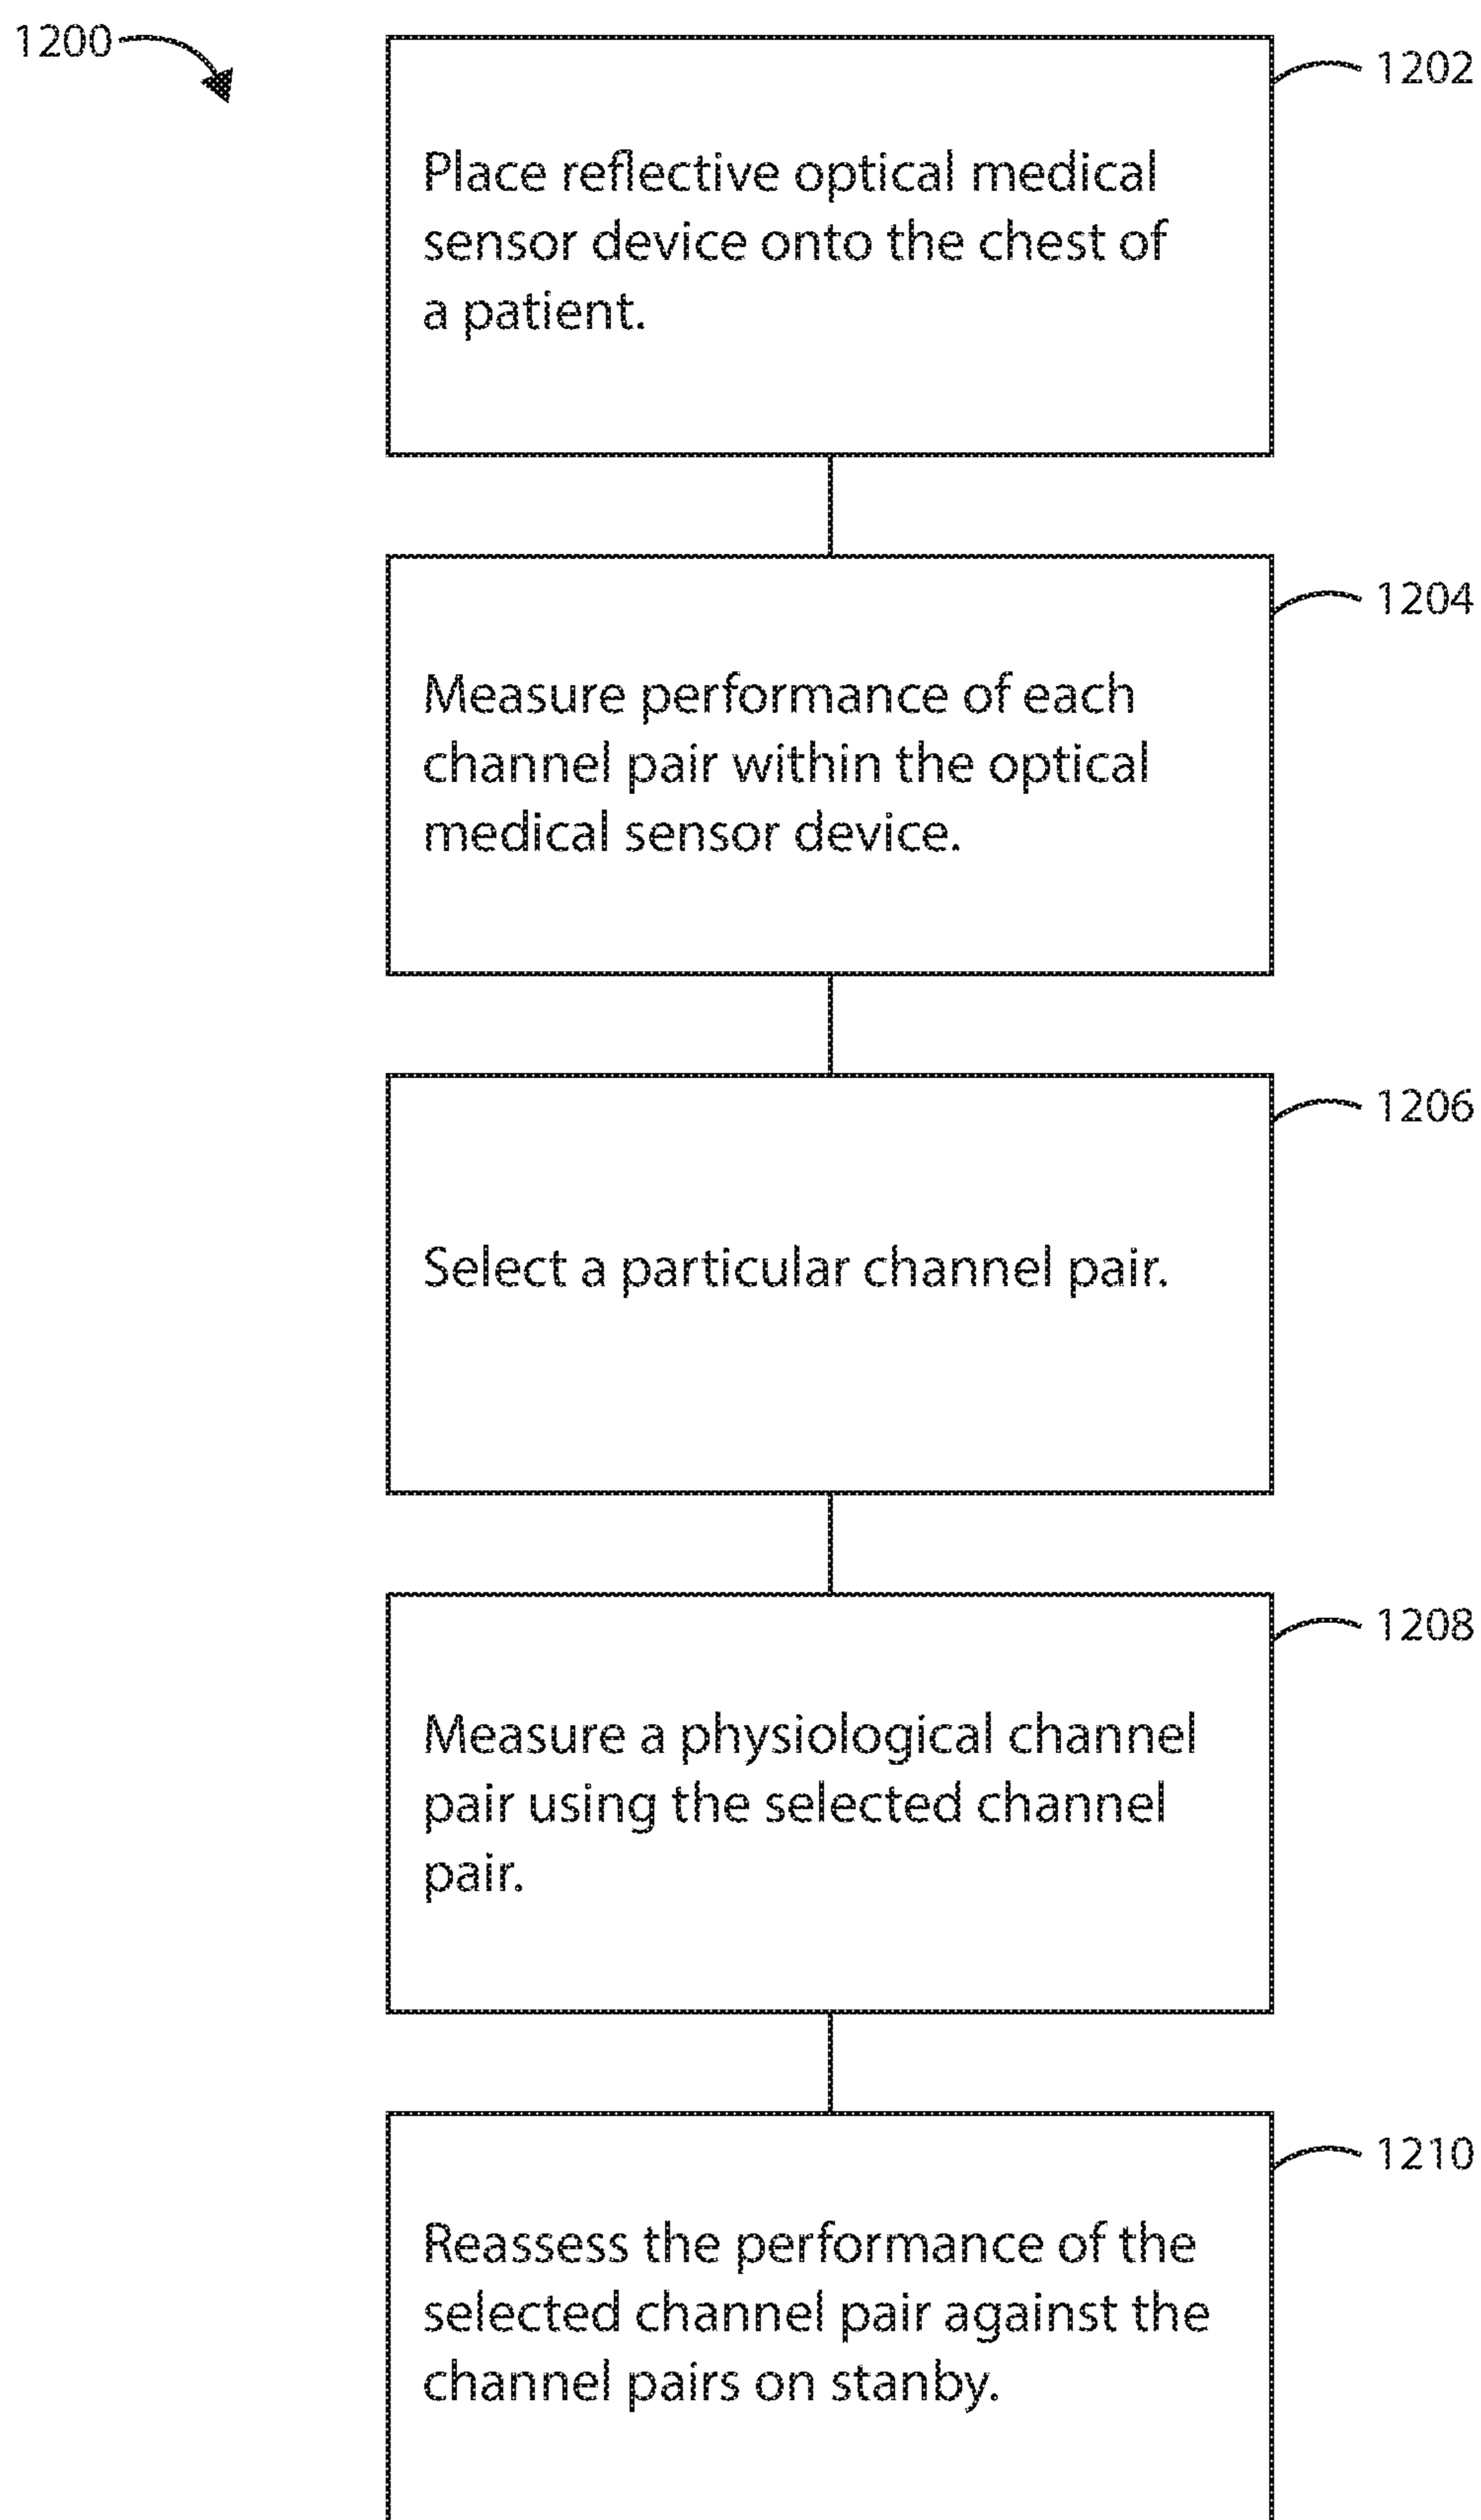 1200
1202
Place reflective optical medical
sensor device onto the chest of
a patient.
1204
Measure performance of each
channel pair within the optical
medical sensor device.
1206
Select a particular channel pair.
1208
Measure a physiological channel
pair using the selected channel
pair.
1210
Reassess the performance of the
selected channel pair against the
channel pairs on stanby.